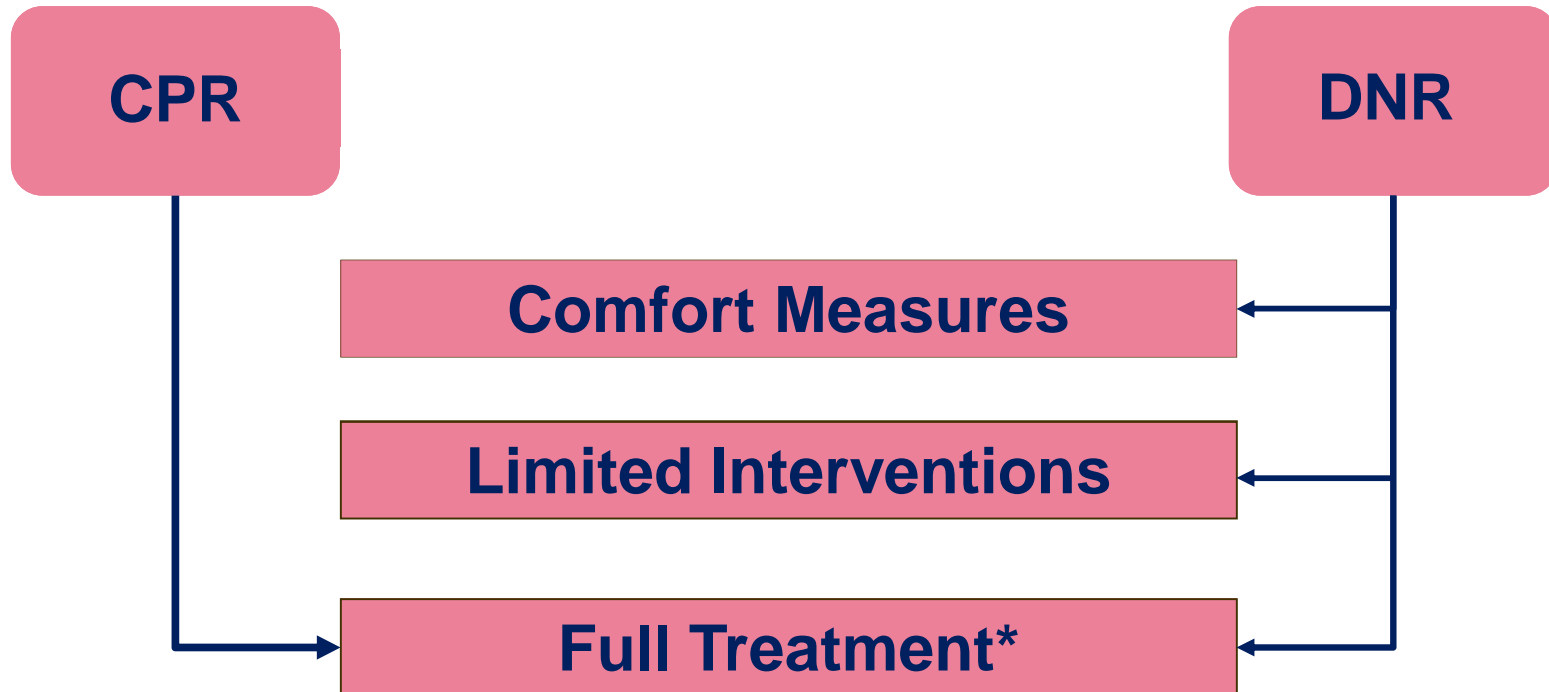 CPR
DNR
Comfort Measures
Limited Interventions
Full Treatment*